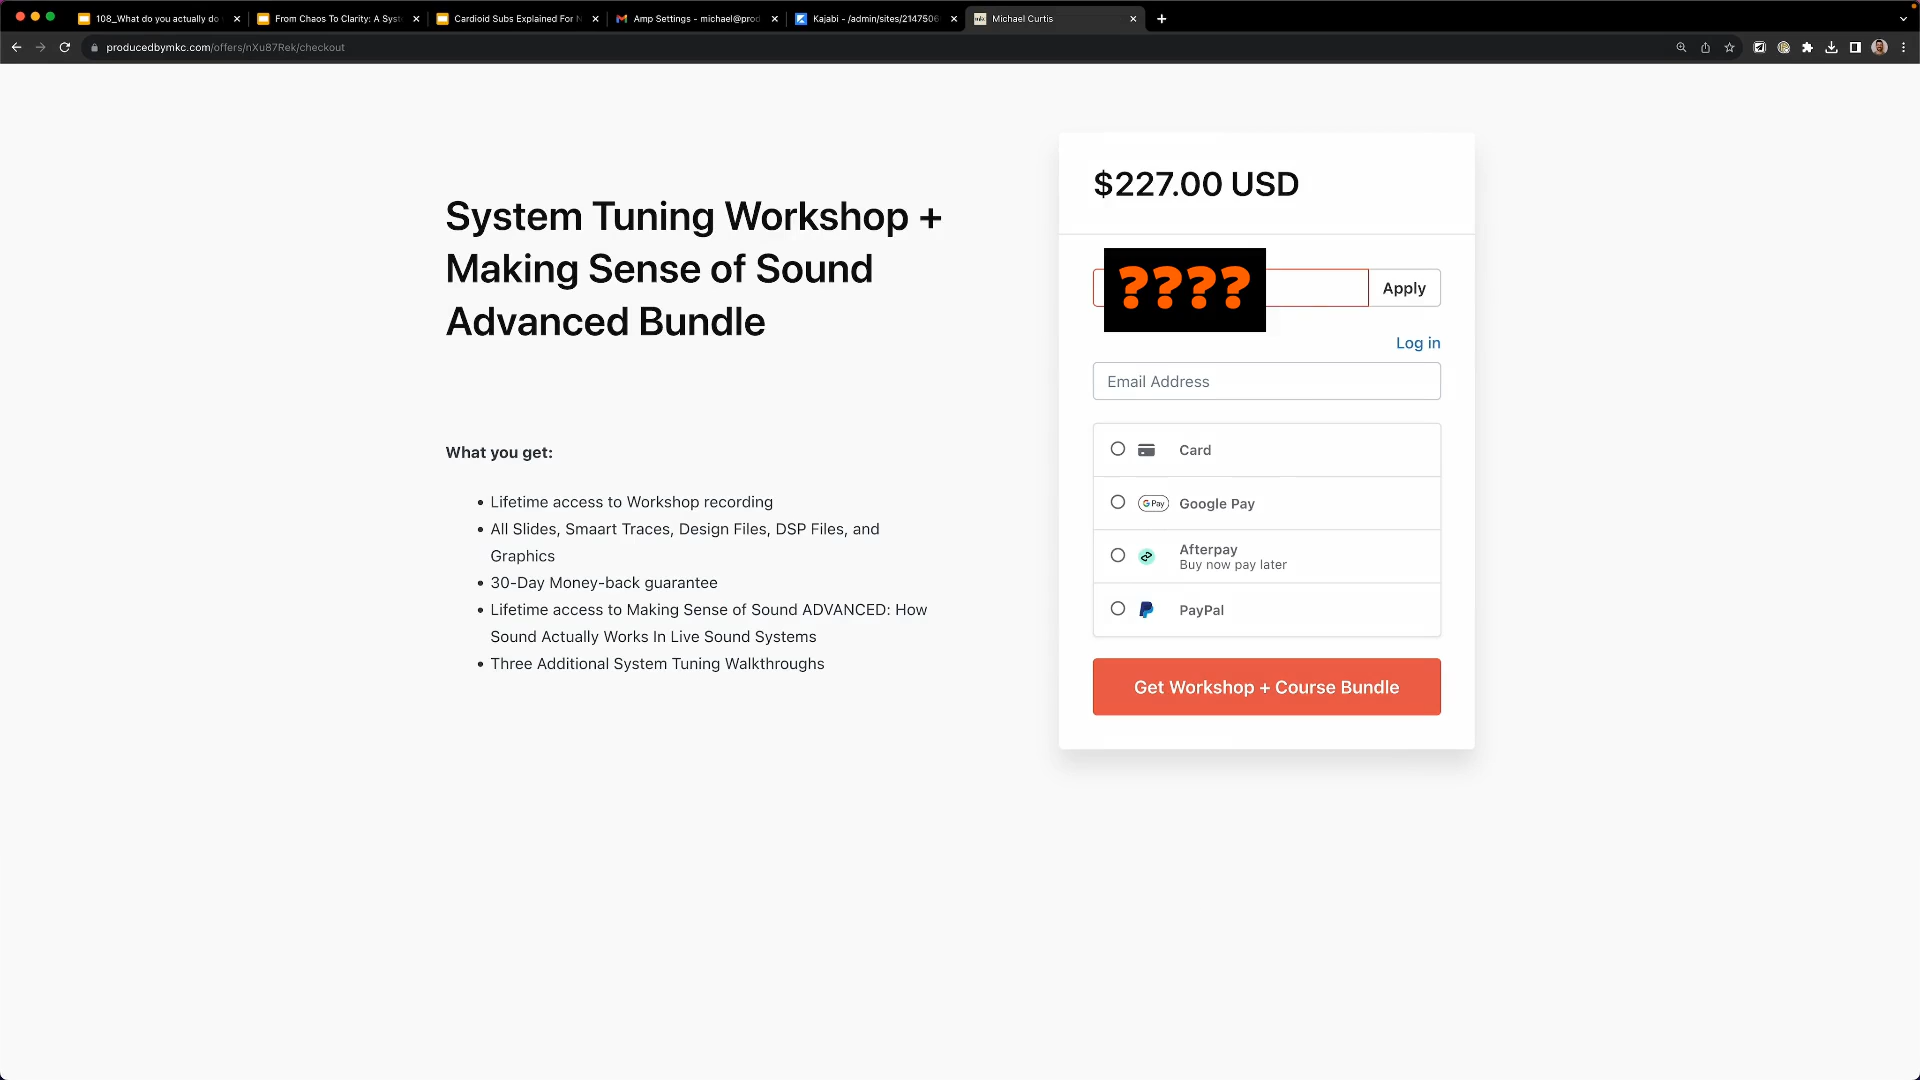 108_What do you actually do
From Chaos To Clarity: A Syst
Cardioid Subs Explained For N
Amp Settings - michael@prod
Kajabi - /admin/sites/2147506
Michael Curtis
producedbymkc.com/offers/nXu87Rek/checkout
System Tuning Workshop +
Making Sense of Sound
Advanced Bundle
What you get:
• Lifetime access to Workshop recording
• All Slides, Smaart Traces, Design Files, DSP Files, and
Graphics
• 30-Day Money-back guarantee
• Lifetime access to Making Sense of Sound ADVANCED: How
Sound Actually Works In Live Sound Systems
• Three Additional System Tuning Walkthroughs
$227.00 USD
????
Apply
Log in
Email Address
Card
G Pay Google Pay
Afterpay
Buy now pay later
PayPal
Get Workshop + Course Bundle